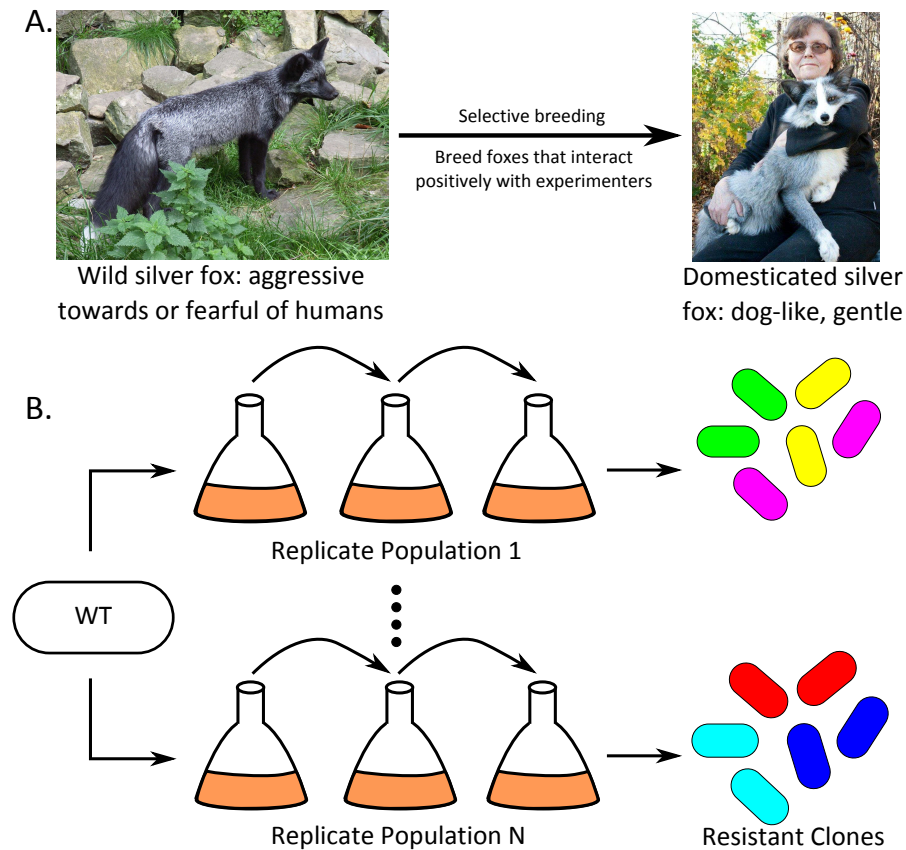 A.
Selective breeding
Breed foxes that interact
positively with experimenters
Wild silver fox: aggressive
towards or fearful of humans
Domesticated silver
fox: dog-like, gentle
B.
Replicate Population 1
WT
Replicate Population N
Resistant Clones